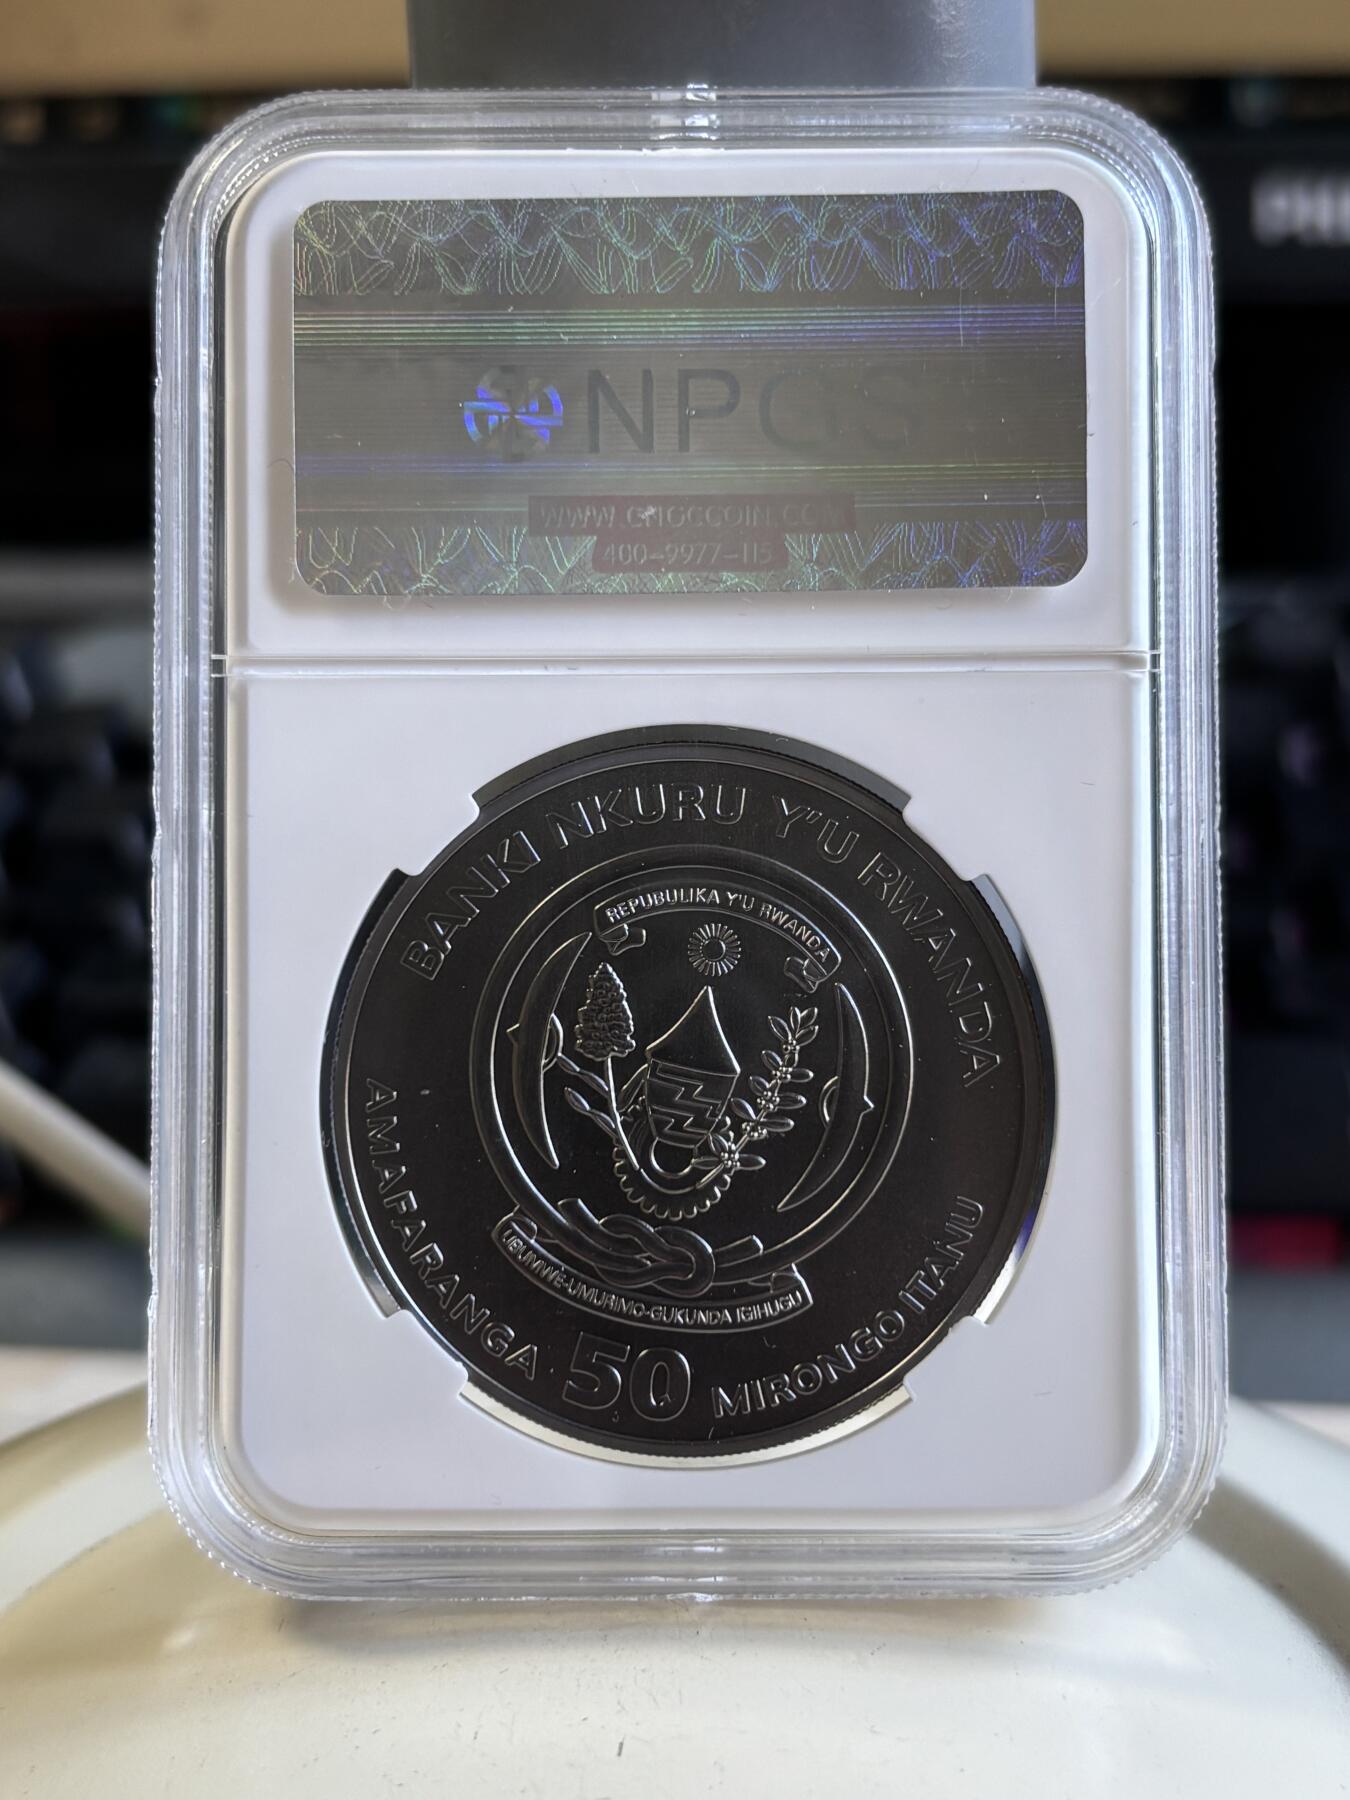 NPGS
WWW.CNGCCOIN.COM
400-9977-115
BANKI NKURU Y'U RWANDA
REPUBULIKA Y'U RWANDA
UBUMWE-UMURIMO-GUKUNDA IGIHUGU
AMAFARANGA 50 MIRONGO ITANU